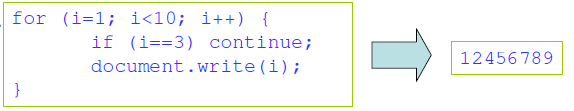 for (i=1; i<10; i++) {
if (i==3) continue;
document.write(i);
}
12456789